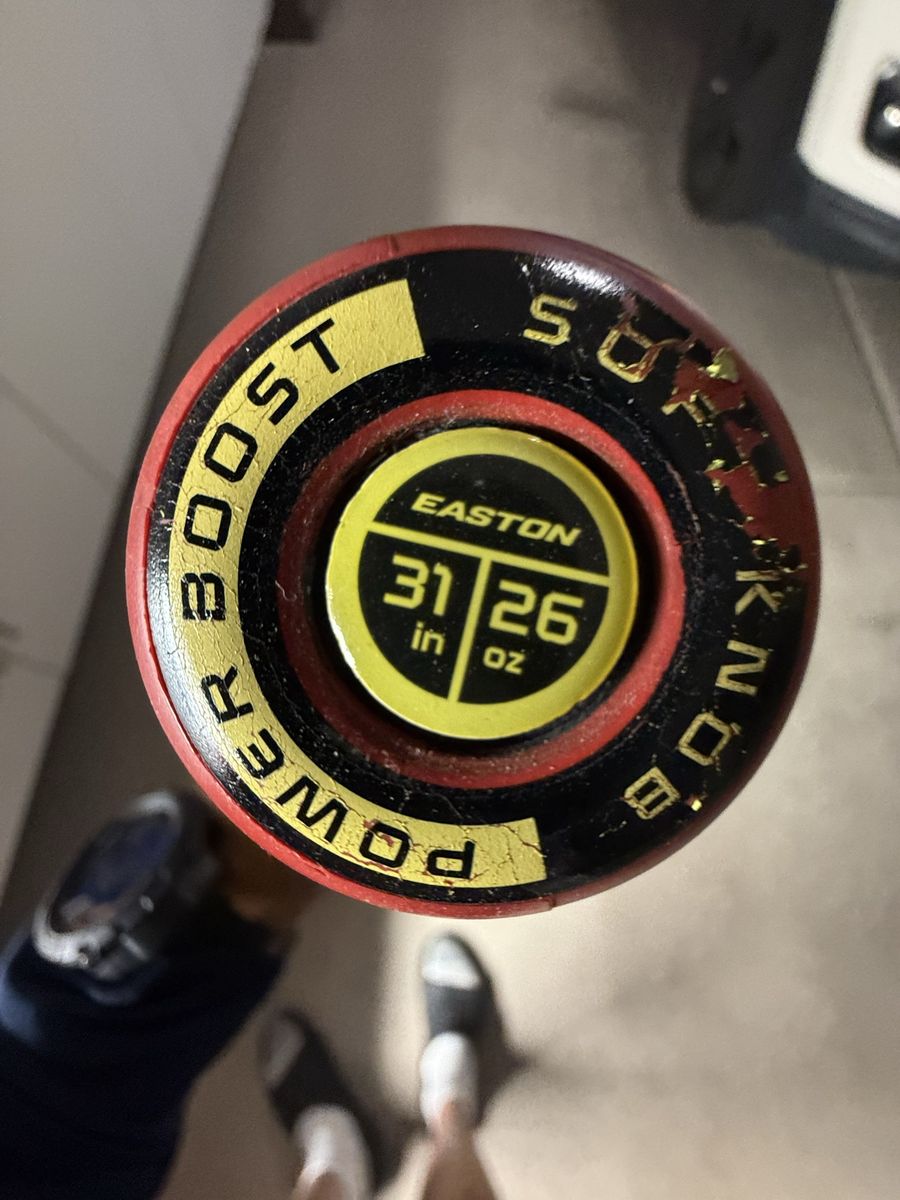 EASTON
31 in
26 oz
POWER BOOST
SOFT KNOB